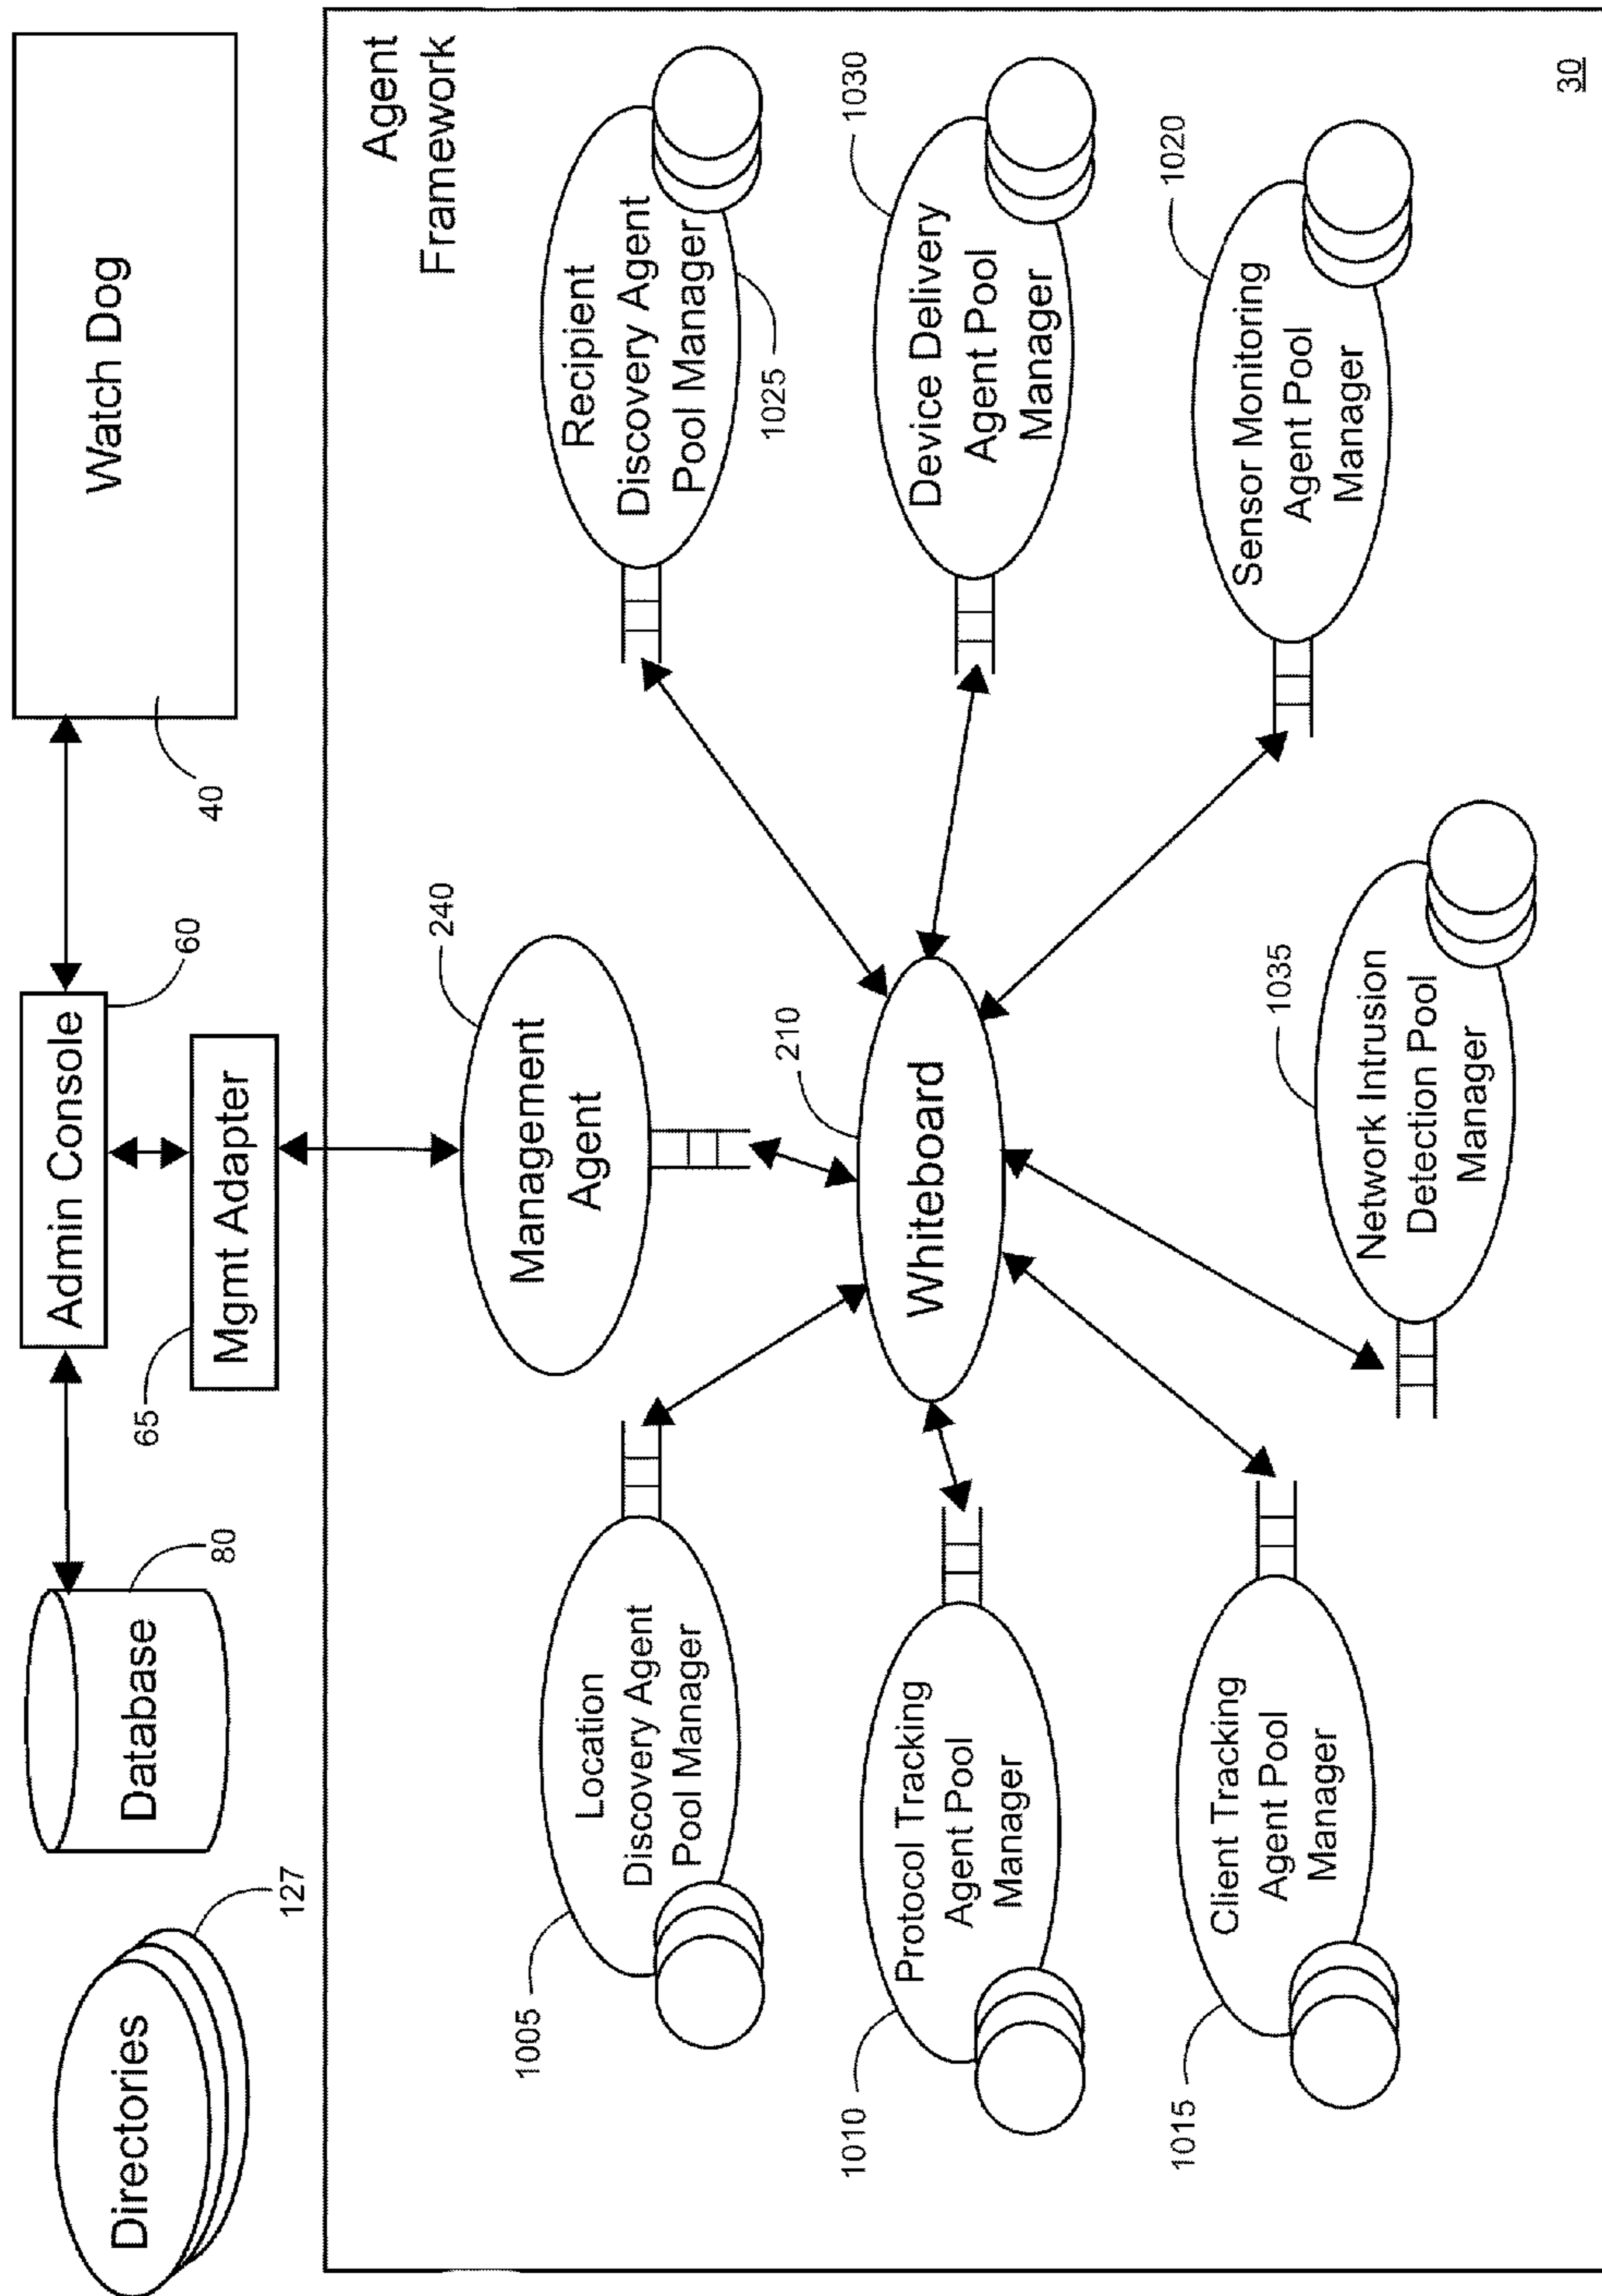 Directories
127
Database
80
Admin Console
60
Mgmt Adapter
65
Watch Dog
40
Agent
Framework
Management
Agent
240
Location
Discovery Agent
Pool Manager
1005
Recipient
Discovery Agent
Pool Manager
1025
Whiteboard
210
Protocol Tracking
Agent Pool
Manager
1010
Device Delivery
Agent Pool
Manager
1030
Client Tracking
Agent Pool
Manager
1015
Sensor Monitoring
Agent Pool
Manager
1020
Network Intrusion
Detection Pool
Manager
1035
30